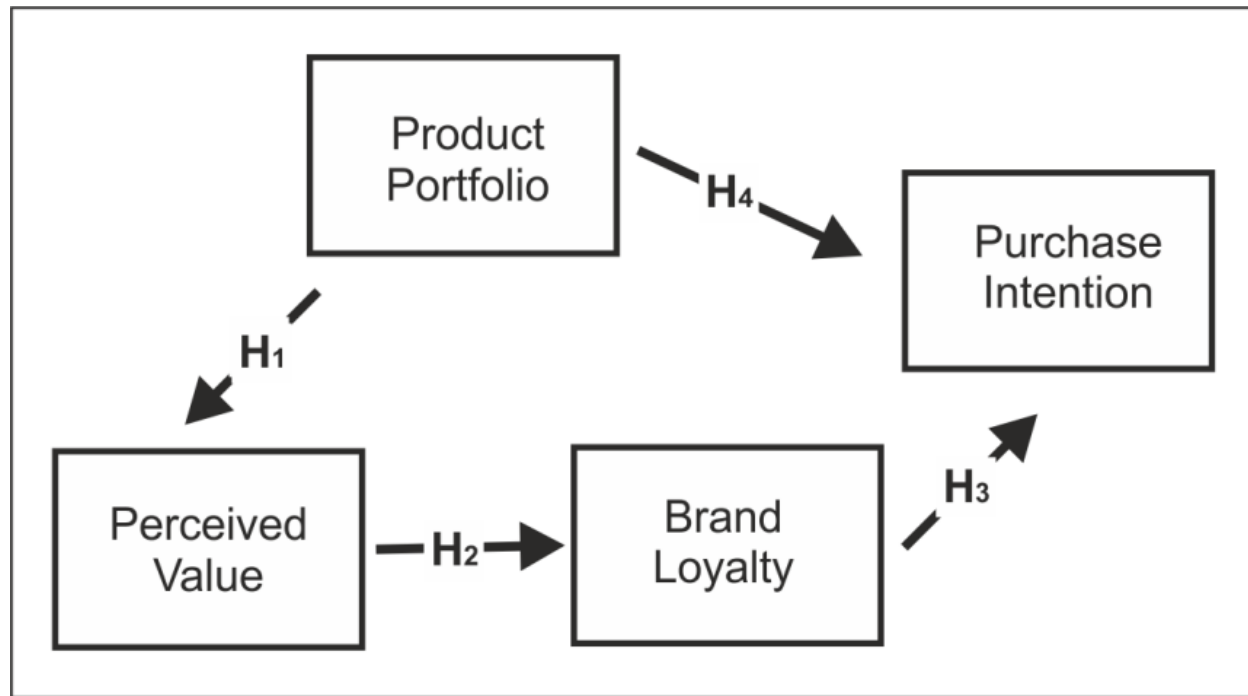 Product
Portfolio
H4
Purchase
Intention
H1
Perceived
Value
H2
Brand
Loyalty
H3